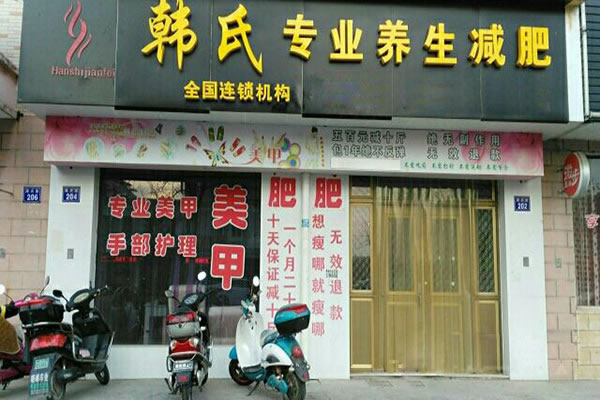 韩氏专业养生减肥
Hanshijianfei
全国连锁机构
美甲
五百元减十斤
包1年绝不反弹
绝无副作用
无效退款
206
204
202
专业美甲
手部护理
美甲
肥
一个月二十
十天保证减十斤
肥
想瘦哪就瘦哪
无效退款